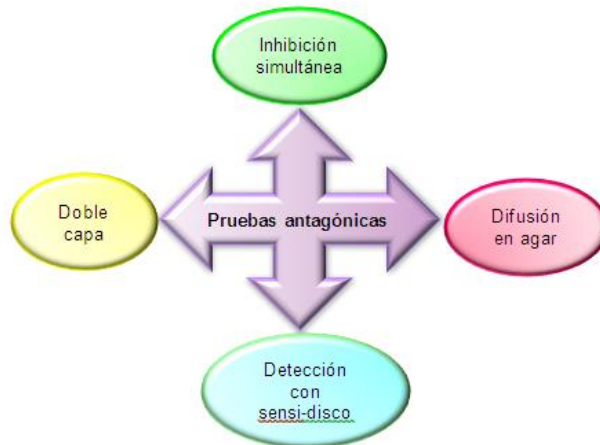 Inhibición
simultánea
Doble
capa
Pruebas antagónicas
Difusión
en agar
Detección
con
sensi-disco